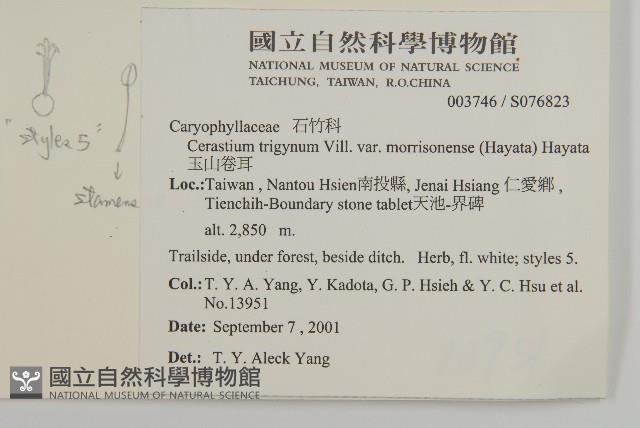 國立自然科學博物館
NATIONAL MUSEUM OF NATURAL SCIENCE
TAICHUNG, TAIWAN, R.O.CHINA
003746 / S076823
Caryophyllaceae 石竹科
Cerastium trigynum Vill. var. morrisonense (Hayata) Hayata
玉山卷耳
Loc.:Taiwan , Nantou Hsien南投縣, Jenai Hsiang 仁愛鄉 ,
Tienchih-Boundary stone tablet天池-界碑
alt. 2,850 m.
Trailside, under forest, beside ditch. Herb, fl. white; styles 5.
Col.: T. Y. A. Yang, Y. Kadota, G. P. Hsieh & Y. C. Hsu et al.
No.13951
Date: September 7 , 2001
Det.: T. Y. Aleck Yang
"styles 5"
stamens
國立自然科學博物館
NATIONAL MUSEUM OF NATURAL SCIENCE